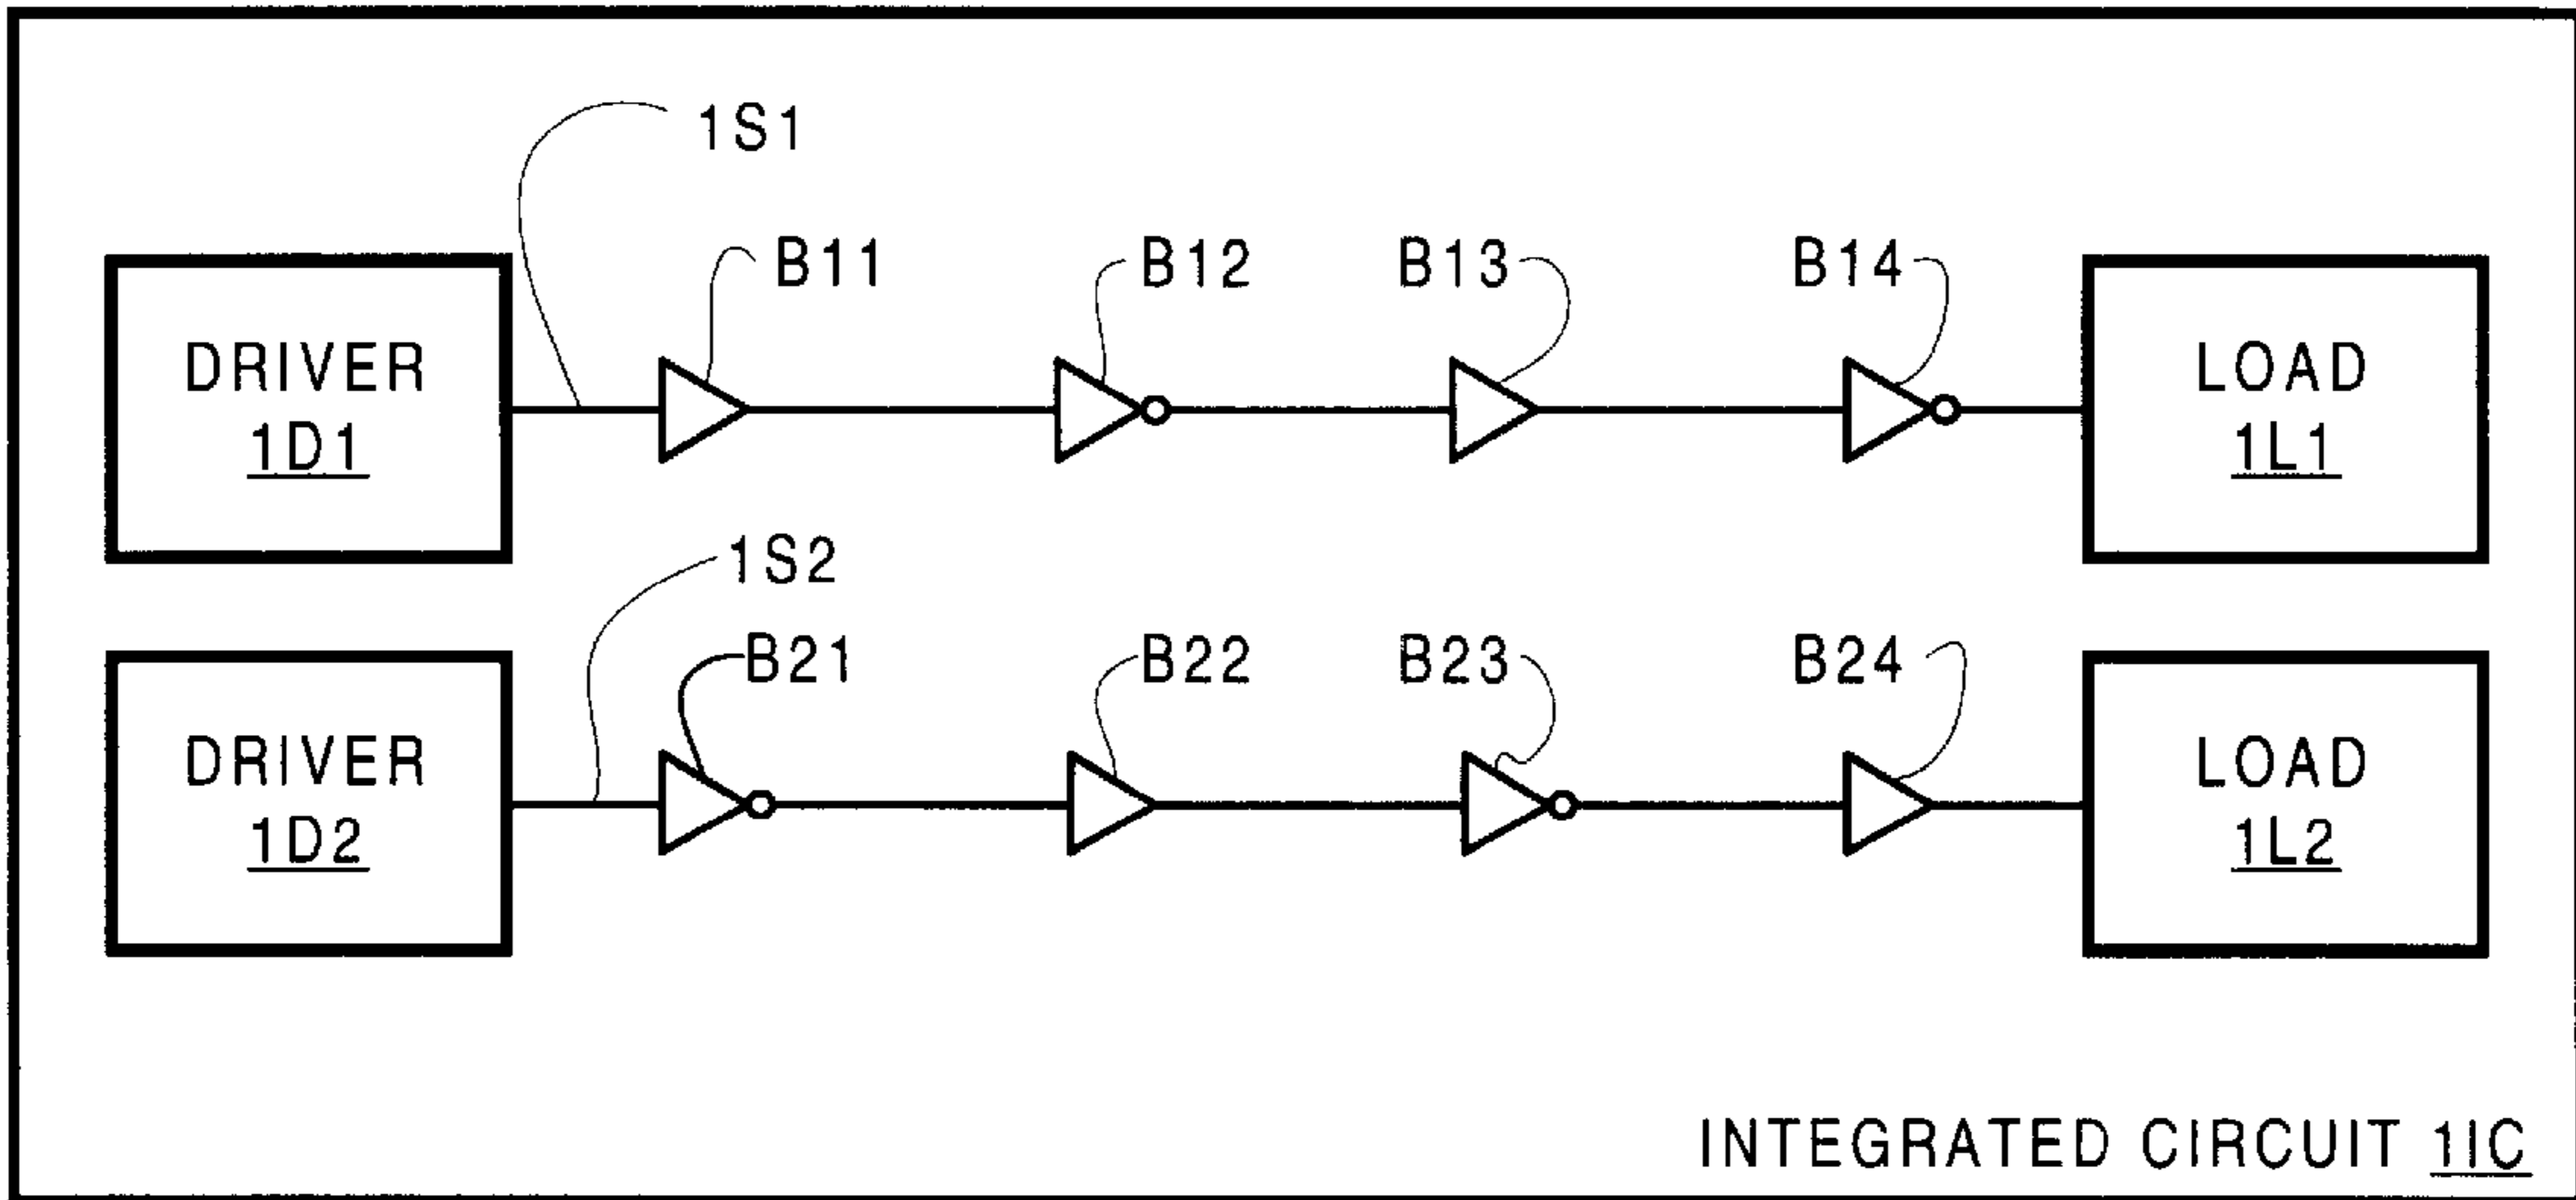 1S1
B11
B12
B13
B14
DRIVER
1D1
LOAD
1L1
1S2
B21
B22
B23
B24
DRIVER
1D2
LOAD
1L2
INTEGRATED CIRCUIT 1IC